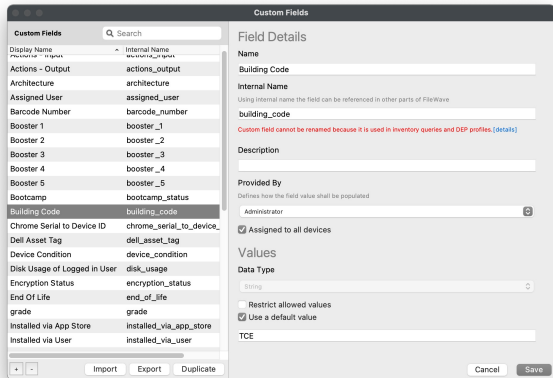 Custom Fields
Custom Fields
Search
Display Name Internal Name
Actions - Input actions_input
Actions - Output actions_output
Architecture architecture
Assigned User assigned_user
Barcode Number barcode_number
Booster 1 booster_1
Booster 2 booster_2
Booster 3 booster_3
Booster 4 booster_4
Booster 5 booster_5
Bootcamp bootcamp_status
Building Code building_code
Chrome Serial to Device ID chrome_serial_to_device_
Dell Asset Tag dell_asset_tag
Device Condition device_condition
Disk Usage of Logged in User disk_usage
Encryption Status encryption_status
End Of Life end_of_life
grade grade
Installed via App Store installed_via_app_store
Installed via User installed_via_user
+ - Import Export Duplicate
Field Details
Name
Building Code
Internal Name
Using internal name the field can be referenced in other parts of FileWave
building_code
Custom field cannot be renamed because it is used in inventory queries and DEP profiles.[details]
Description
Provided By
Defines how the field value shall be populated
Administrator
Assigned to all devices
Values
Data Type
String
Restrict allowed values
Use a default value
TCE
Cancel Save